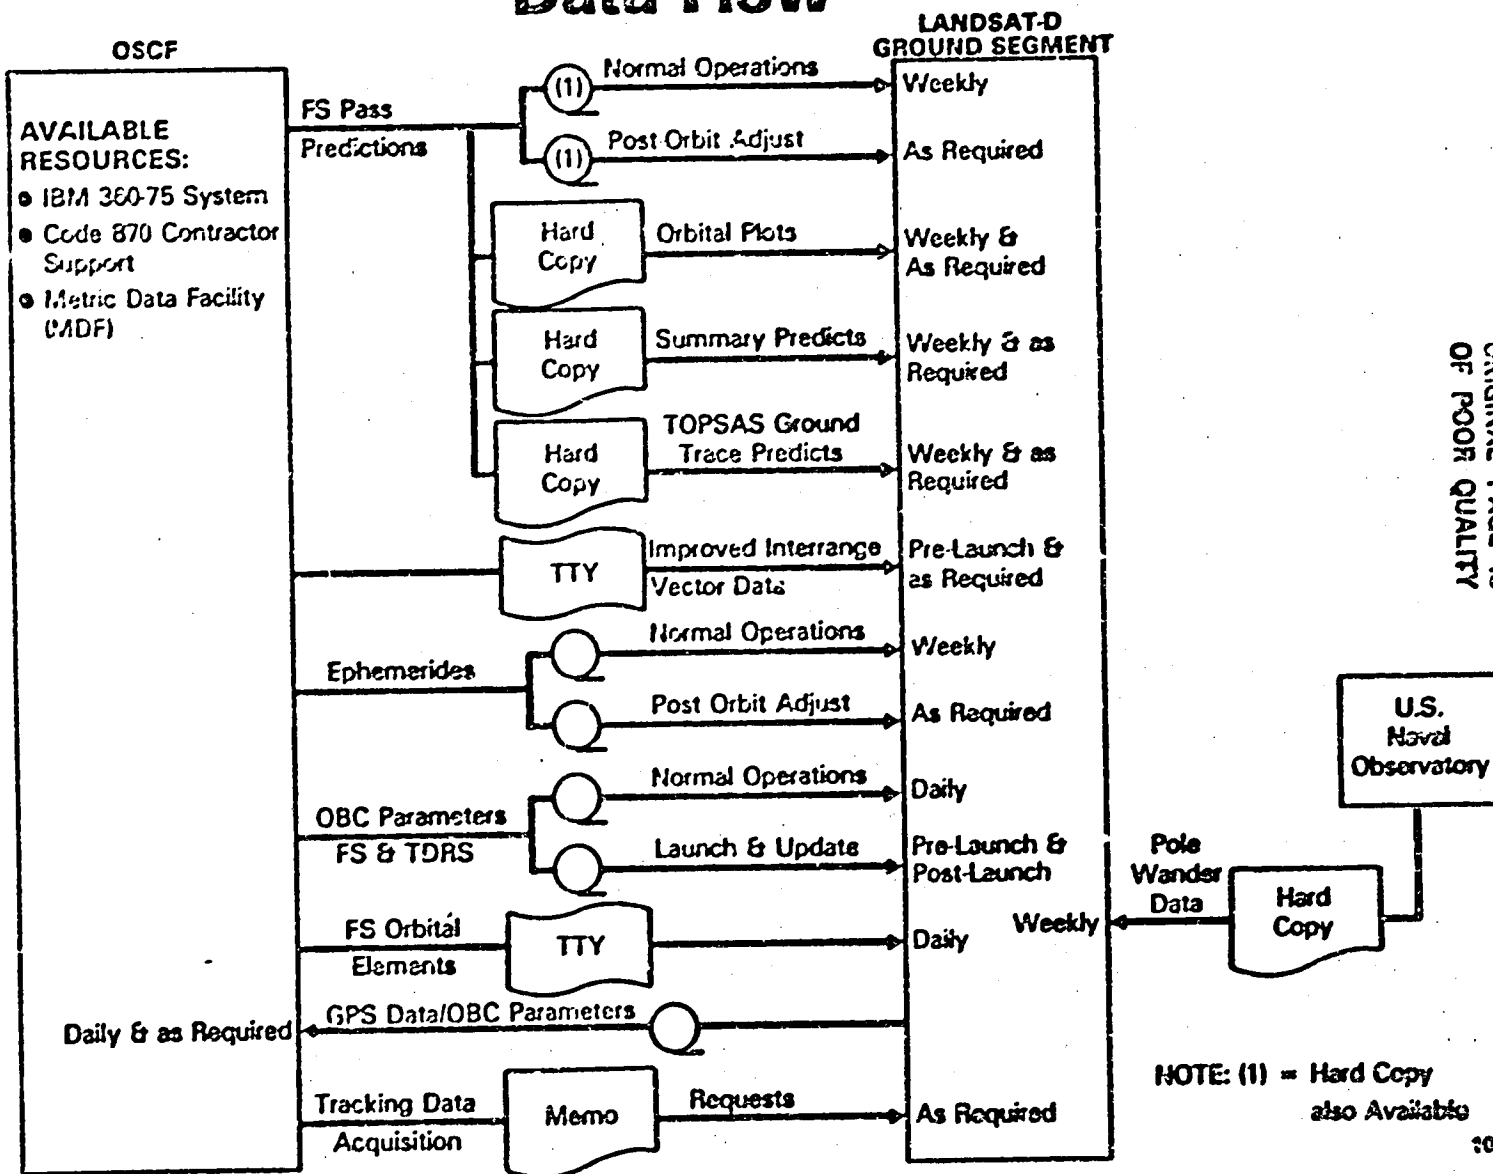 Data Flow
OSCF
LANDSAT-D
GROUND SEGMENT
AVAILABLE
RESOURCES:
• IBM 360-75 System
• Code 870 Contractor
Support
• Metric Data Facility
(MDF)
FS Pass
Predictions
(1)
Normal Operations
Weekly
(1)
Post Orbit Adjust
As Required
Hard
Copy
Orbital Plots
Weekly &
As Required
Hard
Copy
Summary Predicts
Weekly & as
Required
Hard
Copy
TOPSAS Ground
Trace Predicts
Weekly & as
Required
TTY
Improved Interrange
Vector Data
Pre-Launch &
as Required
Ephemerides
Normal Operations
Weekly
Post Orbit Adjust
As Required
OBC Parameters
FS & TDRS
Normal Operations
Daily
Launch & Update
Pre-Launch &
Post-Launch
FS Orbital
Elements
TTY
Daily
Daily & as Required
GPS Data/OBC Parameters
Tracking Data
Acquisition
Memo
Requests
As Required
U.S.
Naval
Observatory
Hard
Copy
Pole
Wander
Data
Weekly
NOTE: (1) = Hard Copy
also Available
OF POOR QUALITY